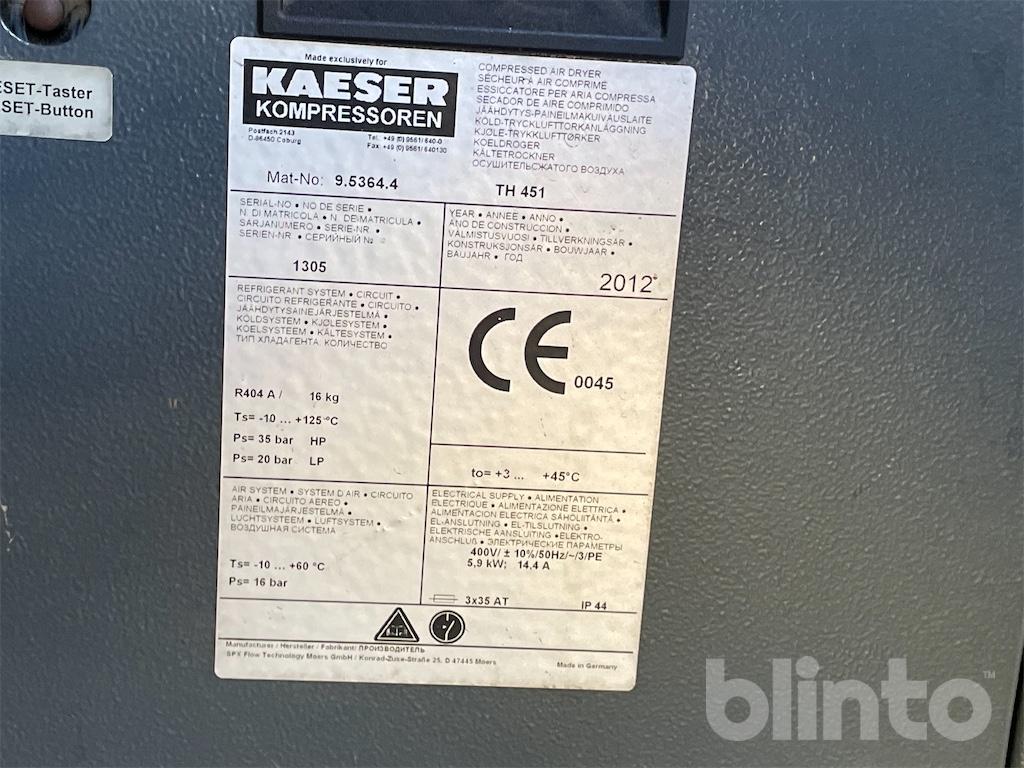 ESET-Taster
SET-Button
Made exclusively for
KAESER
KOMPRESSOREN
Postfach 2143
D-96450 Coburg
Tel. +49 (0) 9561/ 640-0
Fax +49 (0) 9561/ 640130
COMPRESSED AIR DRYER
SÉCHEUR A AIR COMPRIMÉ
ESSICCATORE PER ARIA COMPRESSA
SECADOR DE AIRE COMPRIMIDO
JÄÄHDYTYS-PAINEILMAKUIVAUSLAITE
KÖLD-TRYCKLUFTTORKANLÄGGNING
KJØLE-TRYKKLUFTTØRKER
KOELDROGER
KÄLTETROCKNER
ОСУШИТЕЛЬСЖАТОГО ВОЗДУХА
Mat-No: 9.5364.4
TH 451
SERIAL-NO • NO DE SERIE •
N. DI MATRICOLA • N. DE MATRICULA •
SARJANUMERO • SERIE-NR. •
SERIEN-NR. • СЕРИЙНЫЙ №
1305
YEAR • ANNEE • ANNO •
ANO DE CONSTRUCCION •
VALMISTUSVUOSI • TILLVERKNINGSÅR •
KONSTRUKSJONSÅR • BOUWJAAR •
BAUJAHR • ГОД
2012
REFRIGERANT SYSTEM • CIRCUIT •
CIRCUITO REFRIGERANTE • CIRCUITO •
JÄÄHDYTYSAINEJÄRJESTELMÄ •
KÖLDSYSTEM • KJØLESYSTEM •
KOELSYSTEEM • KÄLTESYSTEM •
ТИП ХЛАДАГЕНТА. КОЛИЧЕСТВО
R404 A / 16 kg
Ts= -10 ... +125 °C
Ps= 35 bar HP
Ps= 20 bar LP
CE 0045
to= +3 ... +45°C
AIR SYSTEM • SYSTEM D'AIR • CIRCUITO
ARIA • CIRCUITO AEREO •
PAINEILMAJÄRJESTELMÄ •
LUCHTSYSTEEM • LUFTSYSTEM •
ВОЗДУШНАЯ СИСТЕМА
Ts= -10 ... +60 °C
Ps= 16 bar
ELECTRICAL SUPPLY • ALIMENTATION
ELECTRIQUE • ALIMENTAZIONE ELETTRICA •
ALIMENTACION ELECTRICA SÄHÖLIITÄNTÄ •
EL-ANSLUTNING • EL-TILSLUTNING •
ELEKTRISCHE AANSLUITING •ELEKTRO-
ANSCHLUß • ЭЛЕКТРИЧЕСКИЕ ПАРАМЕТРЫ
400V/ ± 10%/50Hz/~/3/PE
5,9 kW; 14,4 A
3x35 AT
IP 44
Manufacturer / Hersteller / Fabrikant/ ПРОИЗВОДИТЕЛЬ
SPX Flow Technology Moers GmbH / Konrad-Zuse-Straße 25, D 47445 Moers
Made in Germany
blinto™